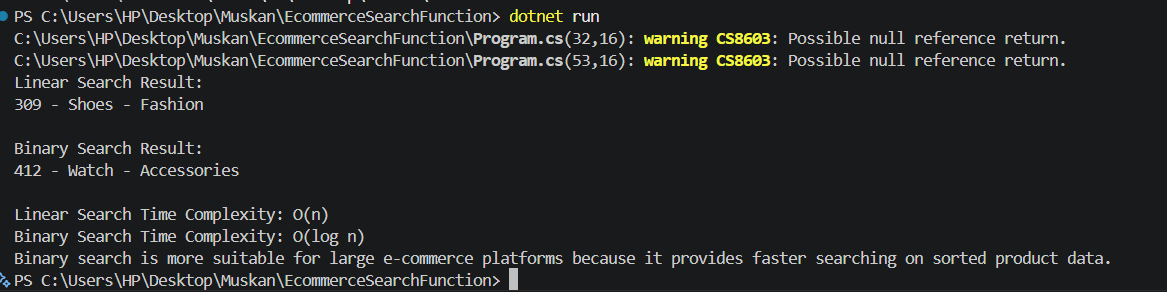 PS C:\Users\HP\Desktop\Muskan\EcommerceSearchFunction> dotnet run
C:\Users\HP\Desktop\Muskan\EcommerceSearchFunction\Program.cs(32,16): warning CS8603: Possible null reference return.
C:\Users\HP\Desktop\Muskan\EcommerceSearchFunction\Program.cs(53,16): warning CS8603: Possible null reference return.
Linear Search Result:
309 - Shoes - Fashion
Binary Search Result:
412 - Watch - Accessories
Linear Search Time Complexity: O(n)
Binary Search Time Complexity: O(log n)
Binary search is more suitable for large e-commerce platforms because it provides faster searching on sorted product data.
PS C:\Users\HP\Desktop\Muskan\EcommerceSearchFunction>